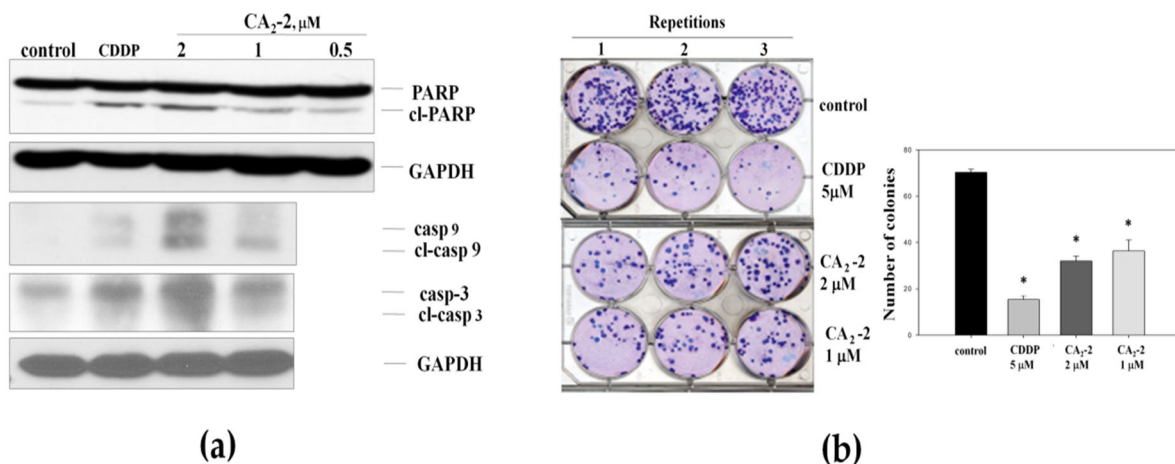 CA₂-2, μM
control CDDP 2 1 0.5
PARP
cl-PARP
GAPDH
casp 9
cl-casp 9
casp-3
cl-casp 3
GAPDH
(a)
Repetitions
1 2 3
control
CDDP
5μM
CA₂-2
2 μM
CA₂-2
1 μM
Number of colonies
80
60
40
20
0
* * *
control CDDP CA₂-2 CA₂-2
5 μM 2 μM 1 μM
(b)